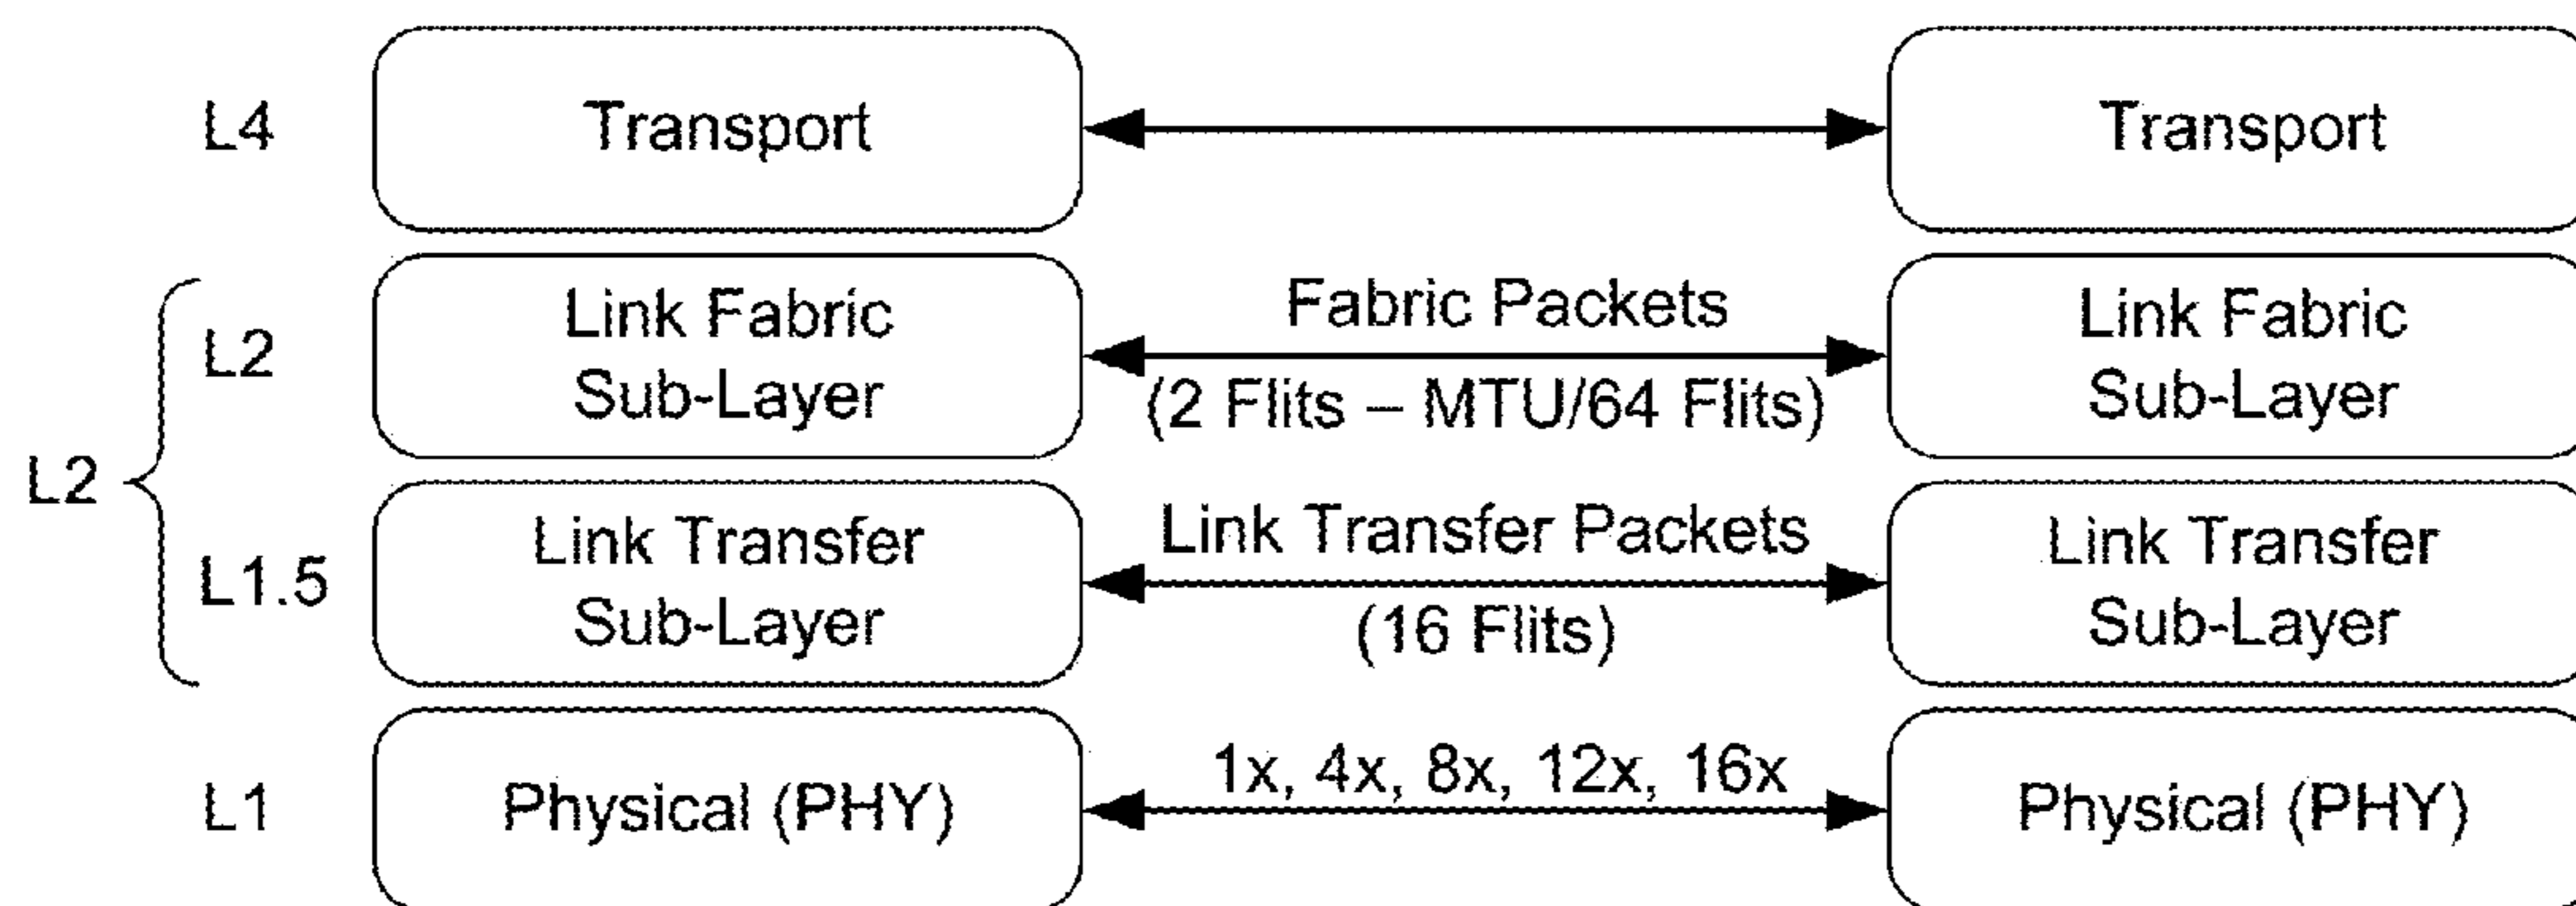 L4
Transport
Transport
L2
L2
Link Fabric
Sub-Layer
Fabric Packets
(2 Flits – MTU/64 Flits)
Link Fabric
Sub-Layer
L1.5
Link Transfer
Sub-Layer
Link Transfer Packets
(16 Flits)
Link Transfer
Sub-Layer
L1
Physical (PHY)
1x, 4x, 8x, 12x, 16x
Physical (PHY)